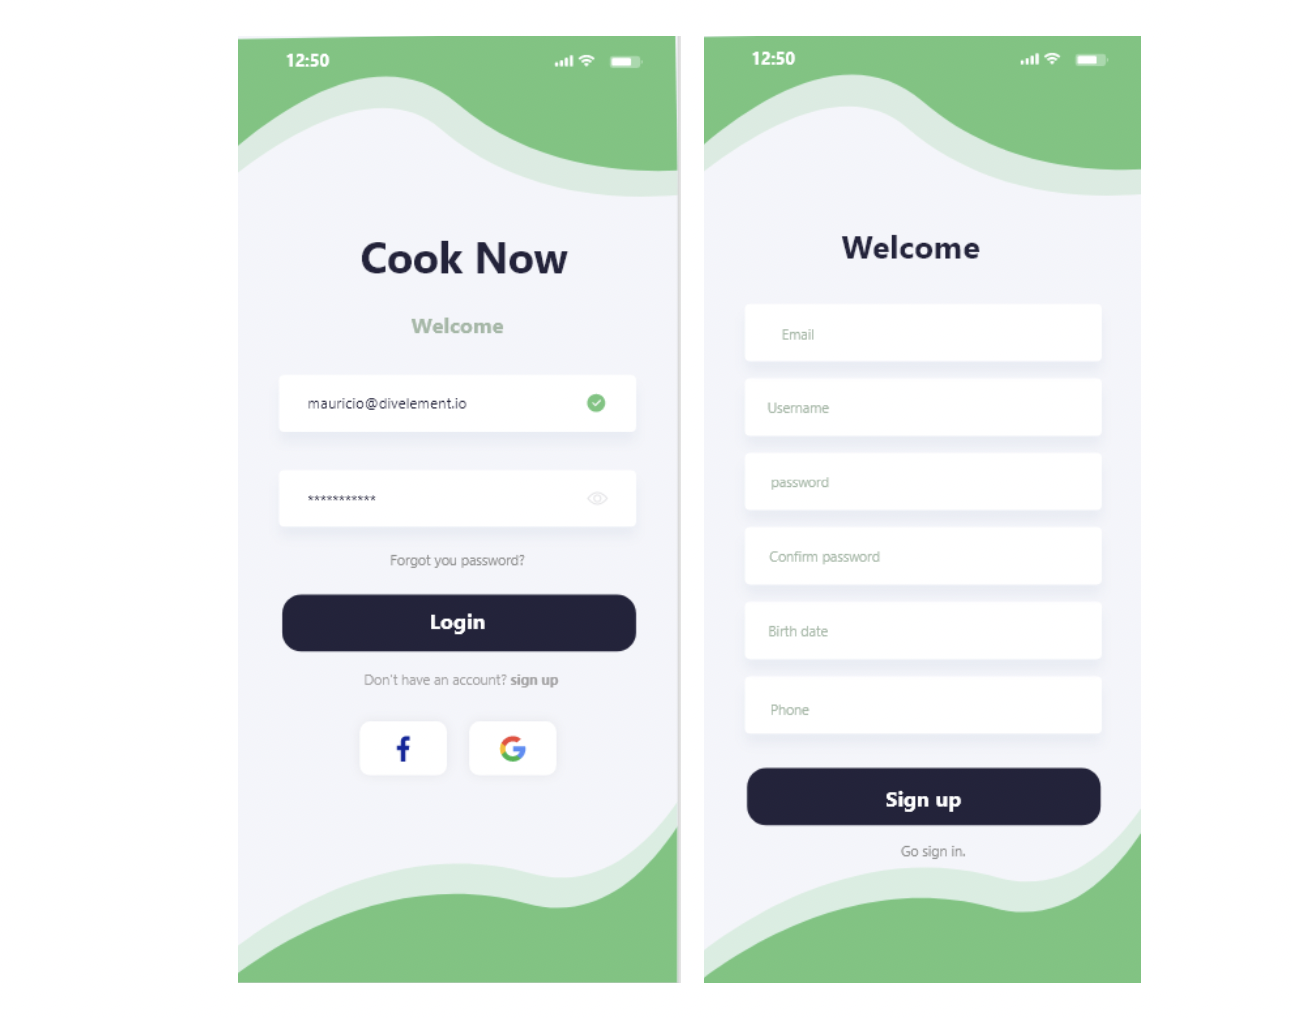 12:50
Cook Now
Welcome
mauricio@divelement.io
***********
Forgot you password?
Login
Don't have an account? sign up
12:50
Welcome
Email
Username
password
Confirm password
Birth date
Phone
Sign up
Go sign in.